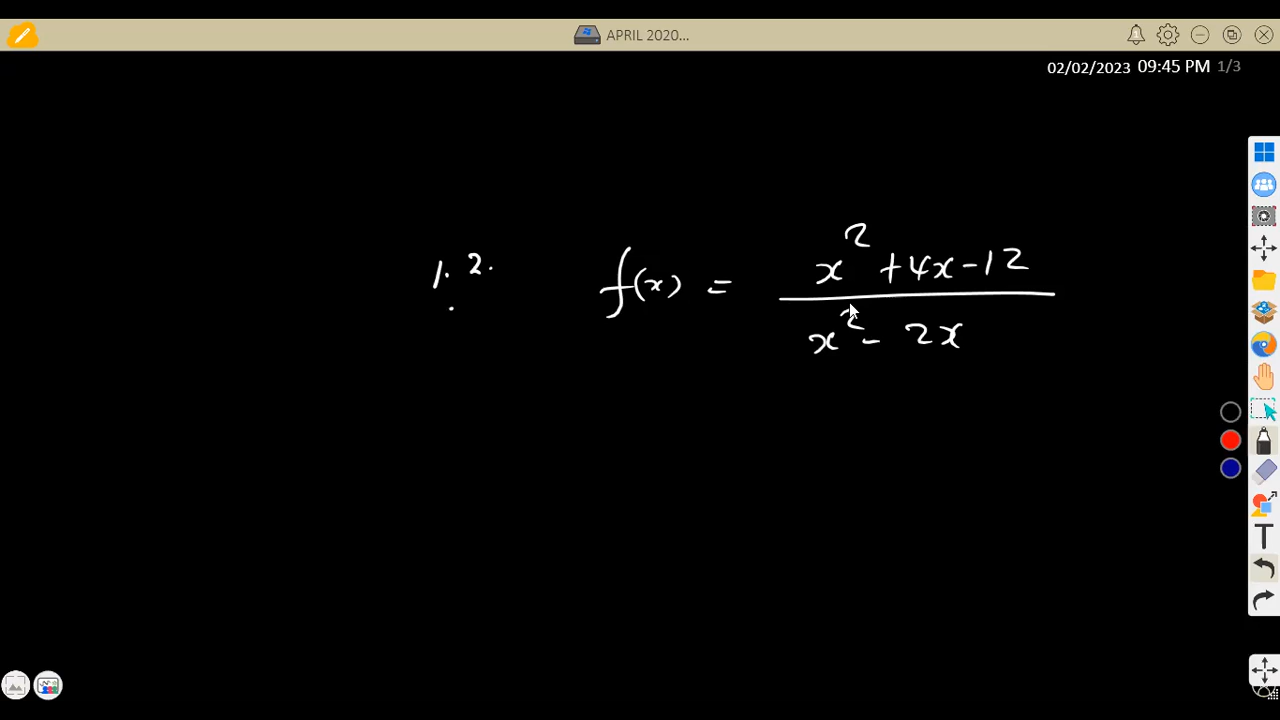 APRIL 2020...
02/02/2023 09:45 PM 1/3
1. 2. f(x) = x² + 4x - 12
x² - 2x
T